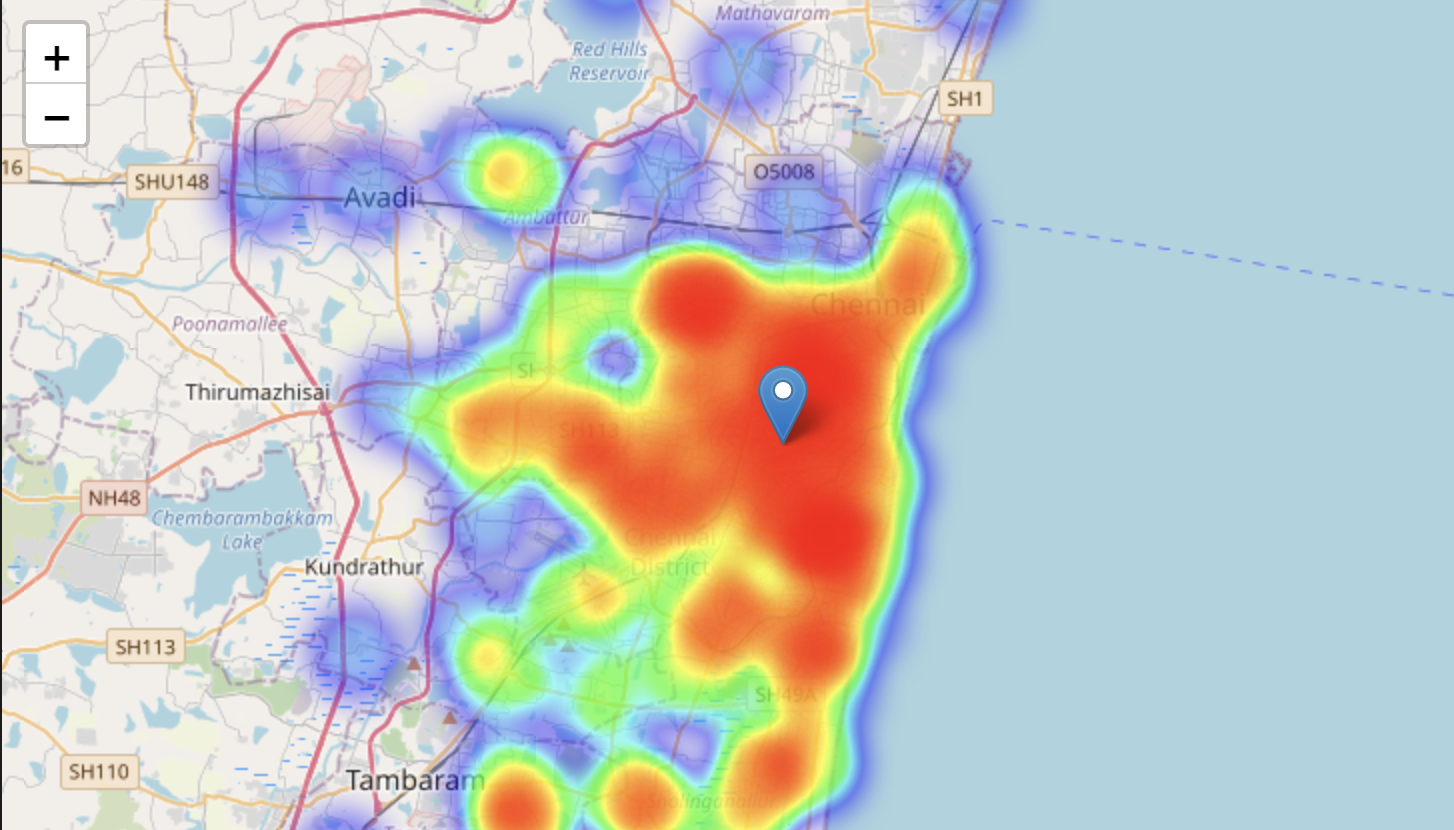 +
−
Mathavaram
Red Hills
Reservoir
SH1
16
SHU148
O5008
Avadi
Ambattur
Chennai
Poonamallee
SH
Thirumazhisai
SH113
NH48
Chembarambakkam
Lake
Chennai
District
Kundrathur
SH113
SH49A
SH110
Tambaram
Sholinganallur